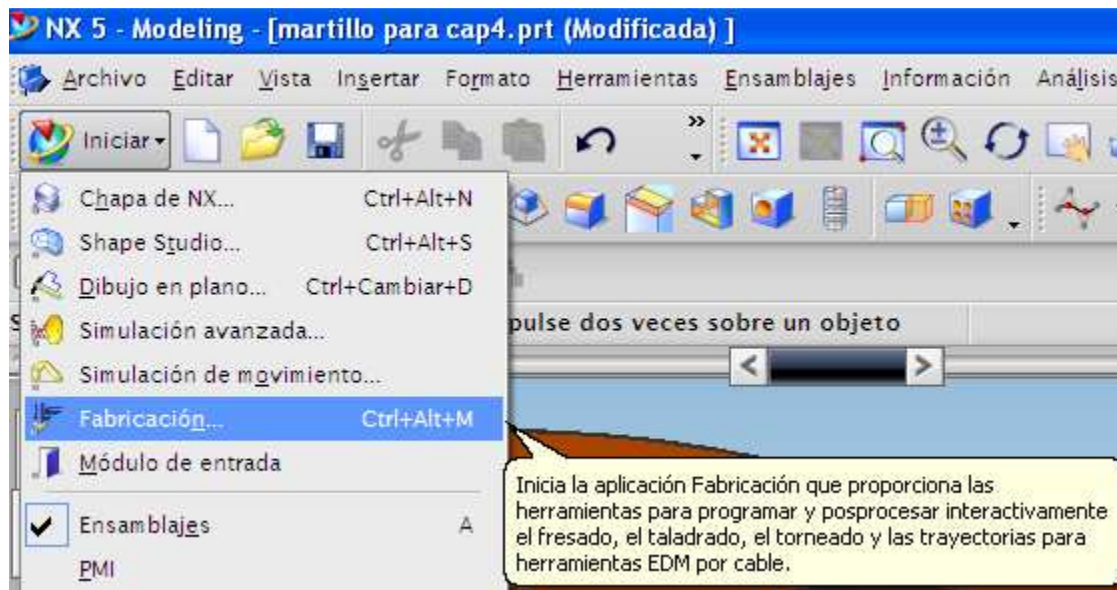 NX 5 - Modeling - [martillo para cap4.prt (Modificada) ]
Archivo Editar Vista Insertar Formato Herramientas Ensamblajes Información Análisis
Iniciar
Chapa de NX... Ctrl+Alt+N
Shape Studio... Ctrl+Alt+S
Dibujo en plano... Ctrl+Cambiar+D
Simulación avanzada...
pulse dos veces sobre un objeto
Simulación de movimiento...
Fabricación... Ctrl+Alt+M
Módulo de entrada
Ensamblajes A
PMI
Inicia la aplicación Fabricación que proporciona las
herramientas para programar y posprocesar interactivamente
el fresado, el taladrado, el torneado y las trayectorias para
herramientas EDM por cable.